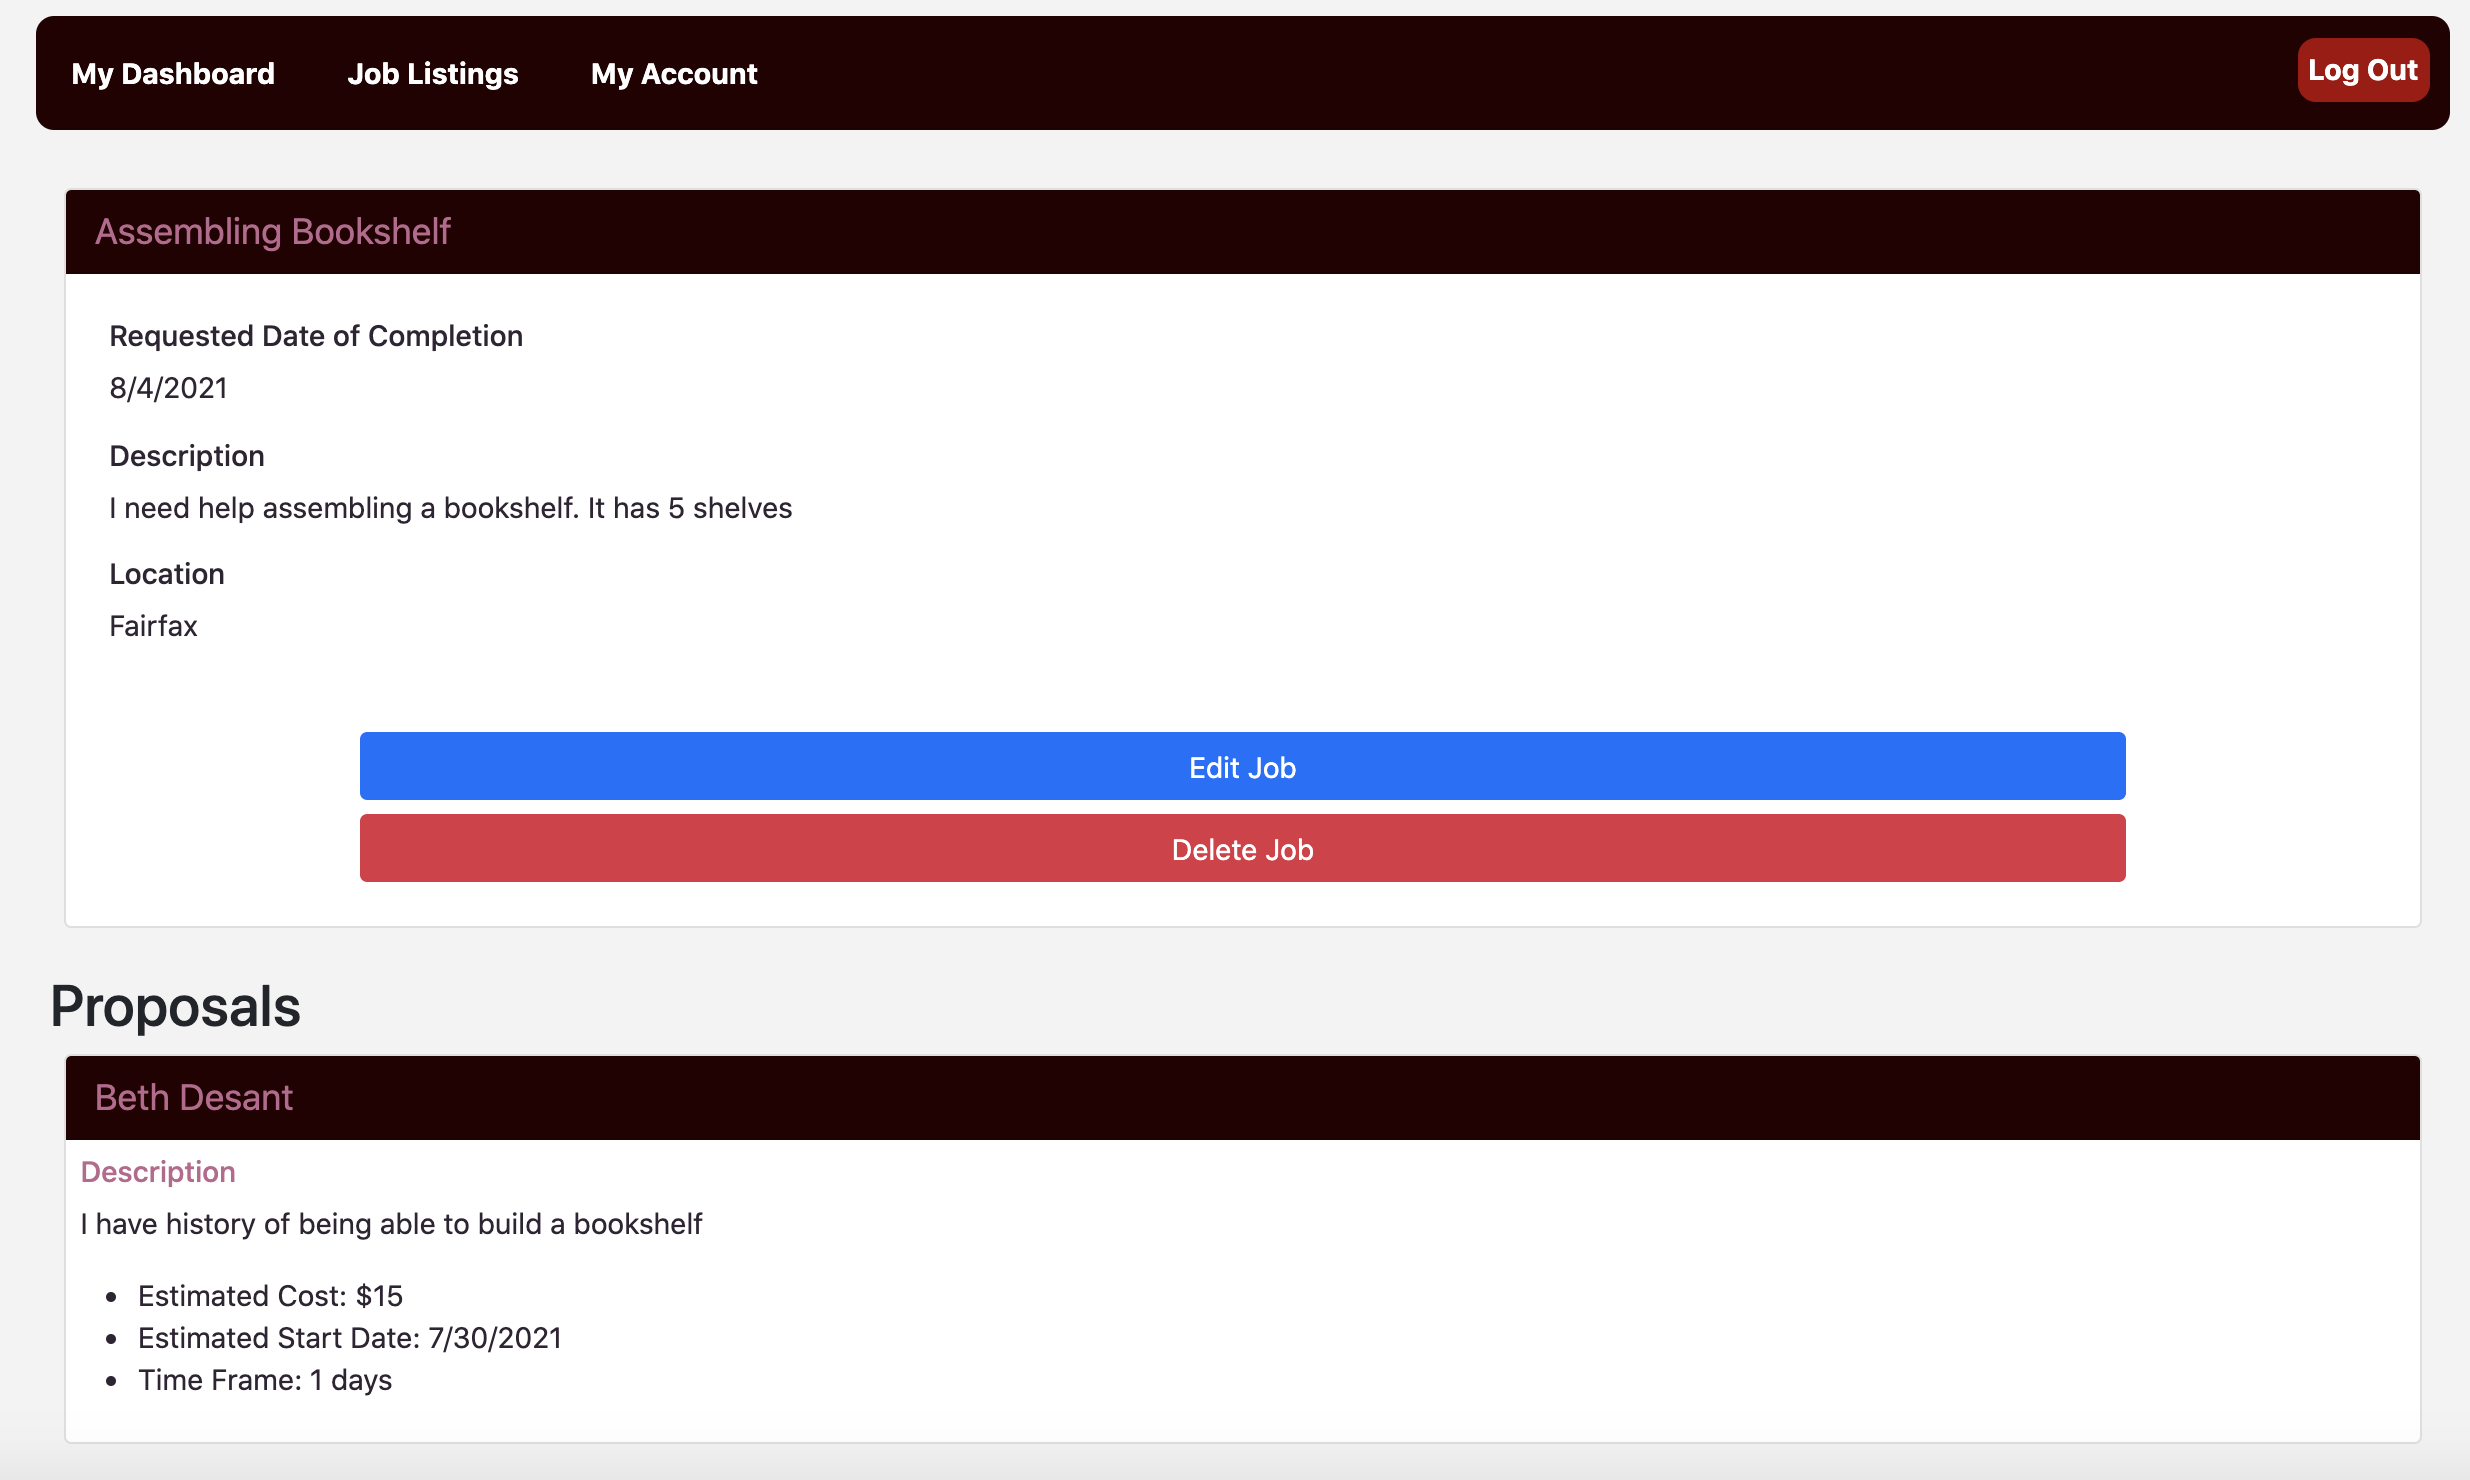 My Dashboard Job Listings My Account Log Out
Assembling Bookshelf
Requested Date of Completion
8/4/2021
Description
I need help assembling a bookshelf. It has 5 shelves
Location
Fairfax
Edit Job
Delete Job
Proposals
Beth Desant
Description
I have history of being able to build a bookshelf
• Estimated Cost: $15
• Estimated Start Date: 7/30/2021
• Time Frame: 1 days